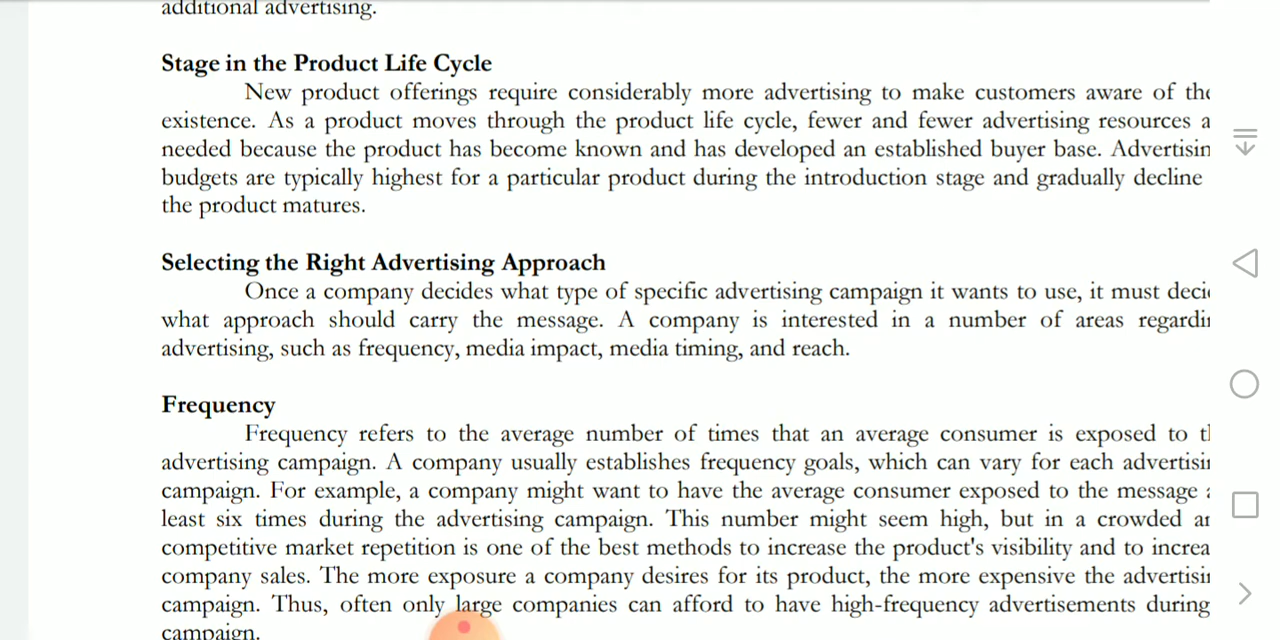 additional advertising.
Stage in the Product Life Cycle
New product offerings require considerably more advertising to make customers aware of
existence. As a product moves through the product life cycle, fewer and fewer advertising resources
needed because the product has become known and has developed an established buyer base.
budgets are typically highest for a particular product during the introduction stage and gradually decline
the product matures.
Selecting the Right Advertising Approach
Once a company decides what type of specific advertising campaign it wants to use, it must
what approach should carry the message. A company is interested in a number of areas
advertising, such as frequency, media impact, media timing, and reach.
Frequency
Frequency refers to the average number of times that an average consumer is exposed to
advertising campaign. A company usually establishes frequency goals, which can vary for each
campaign. For example, a company might want to have the average consumer exposed to the message
least six times during the advertising campaign. This number might seem high, but in a crowded
competitive market repetition is one of the best methods to increase the product's visibility and to
company sales. The more exposure a company desires for its product, the more expensive the
campaign. Thus, often only large companies can afford to have high-frequency advertisements during
campaign.